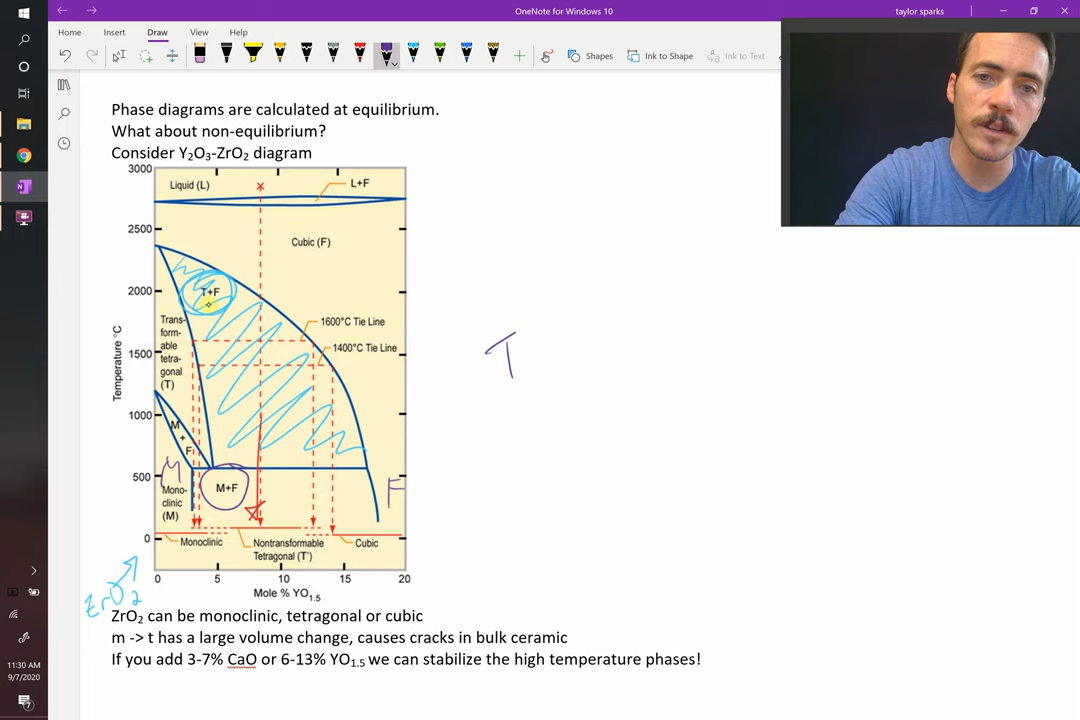 OneNote for Windows 10
taylor sparks
Home
Insert
Draw
View
Help
Shapes
Ink to Shape
Ink to Text
Phase diagrams are calculated at equilibrium.
What about non-equilibrium?
Consider Y₂O₃-ZrO₂ diagram
3000
2500
2000
1500
1000
500
0
Temperature °C
Liquid (L)
L+F
Cubic (F)
T+F
Trans-
form-
able
tetra-
gonal
(T)
1600°C Tie Line
1400°C Tie Line
T
M
+
F
M
F
M+F
Mono-
clinic
(M)
Monoclinic
Nontransformable
Tetragonal (T')
Cubic
0
5
10
15
20
Mole % YO₁.₅
ZrO₂
ZrO₂ can be monoclinic, tetragonal or cubic
m -> t has a large volume change, causes cracks in bulk ceramic
If you add 3-7% CaO or 6-13% YO₁.₅ we can stabilize the high temperature phases!
11:30 AM
9/7/2020
7